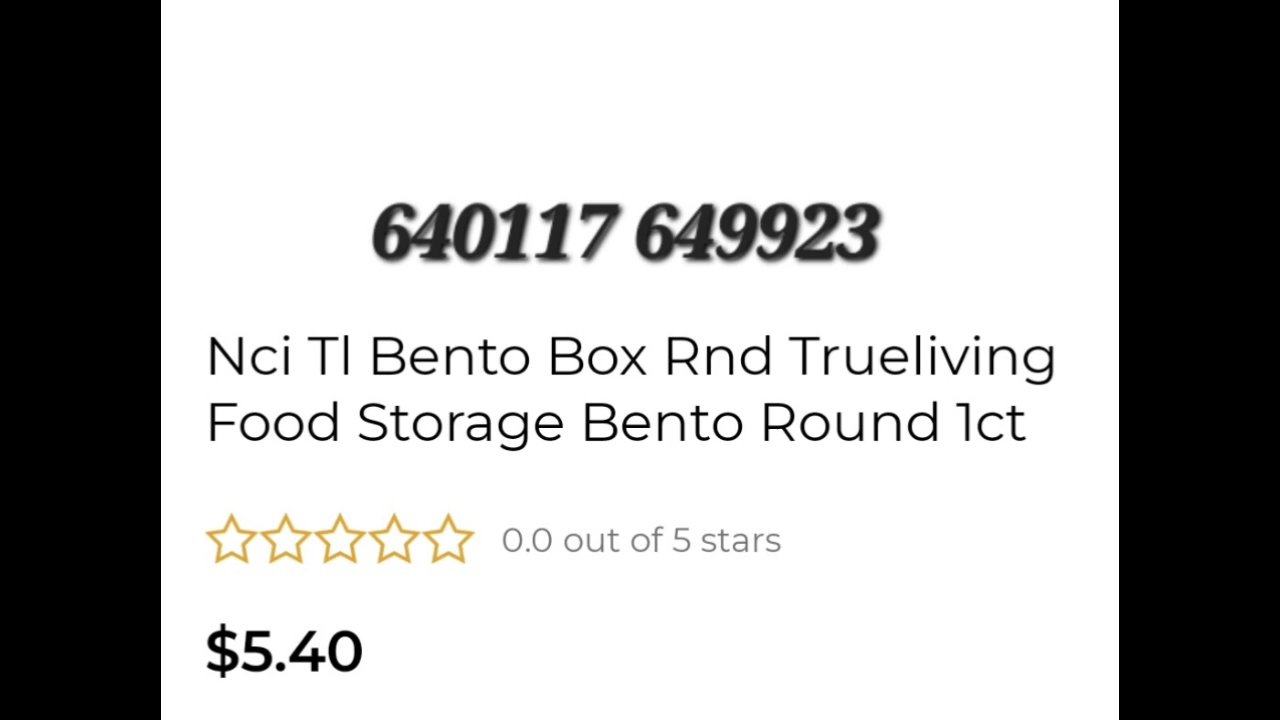 640117 649923
Nci Tl Bento Box Rnd Trueliving
Food Storage Bento Round 1ct
0.0 out of 5 stars
$5.40